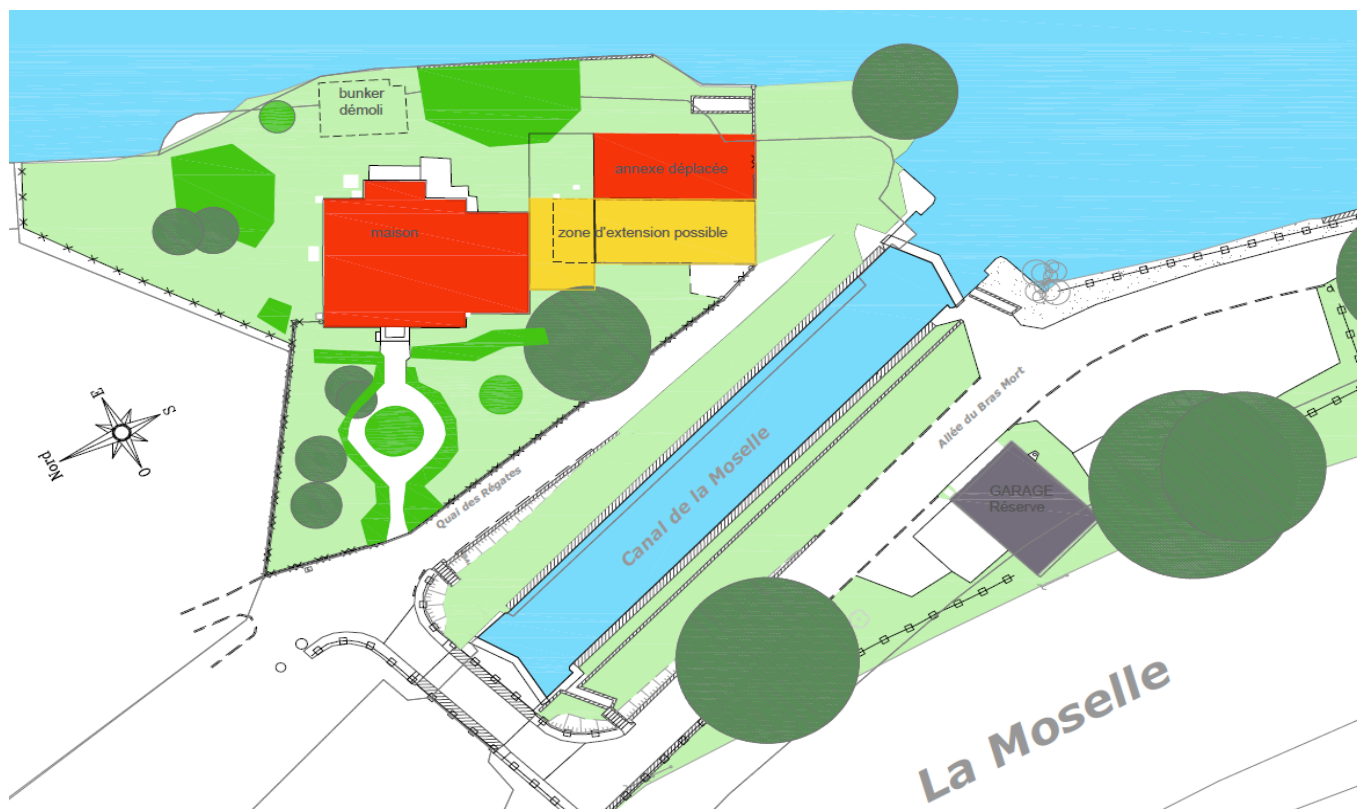 bunker
démoli
annexe déplacée
maison
zone d'extension possible
E
S
Nord
O
Quai des Régates
Canal de la Moselle
Allée du Bras Mort
GARAGE
Réserve
La Moselle